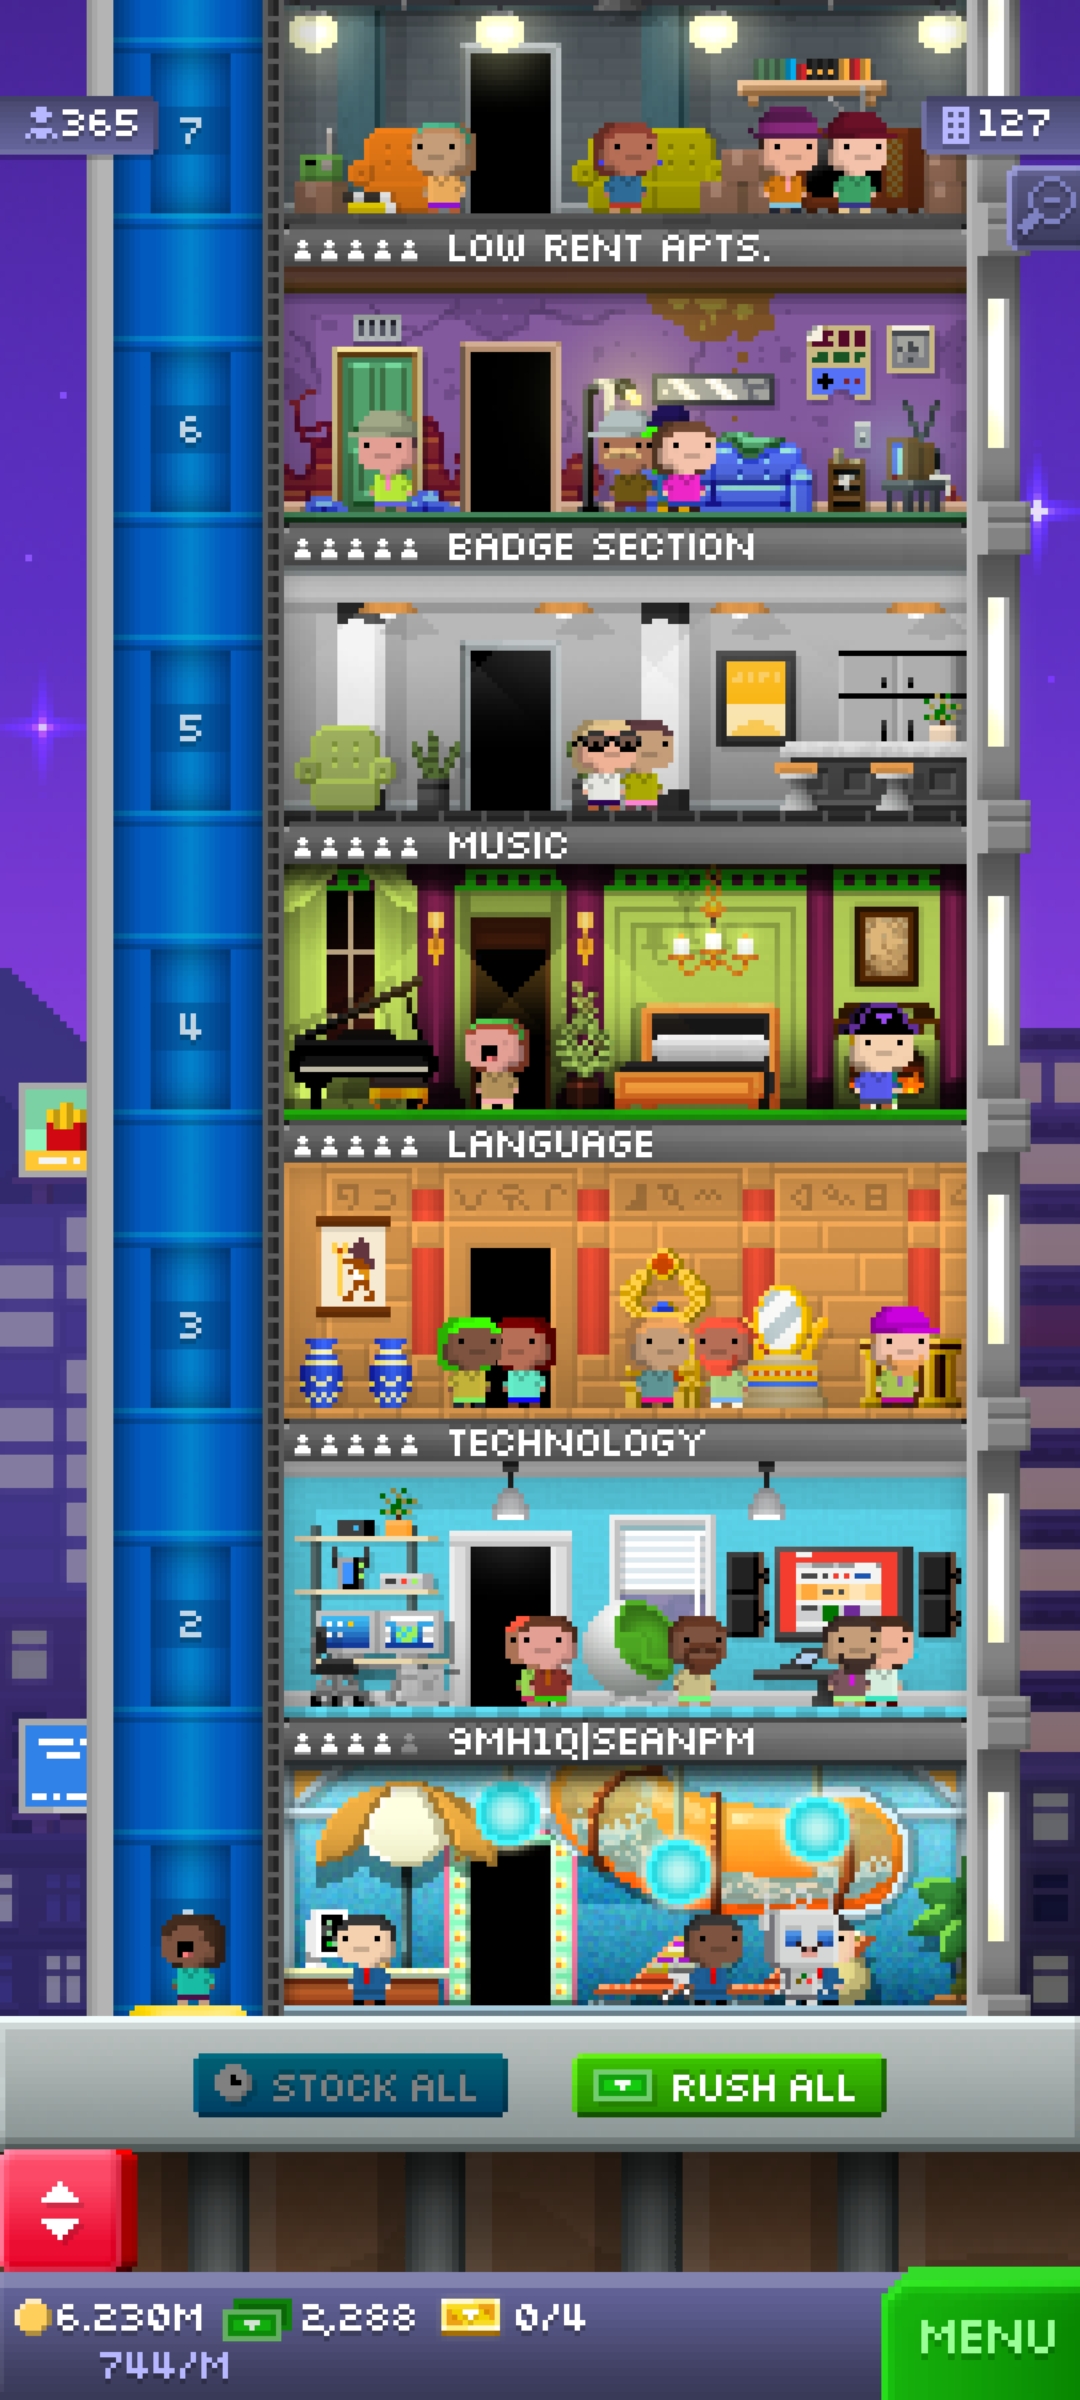 365
127
7
LOW RENT APTS.
6
BADGE SECTION
5
MUSIC
4
LANGUAGE
3
TECHNOLOGY
2
9MH1Q|SEANPM
STOCK ALL
RUSH ALL
6.230M
2,288
0/4
744/M
MENU